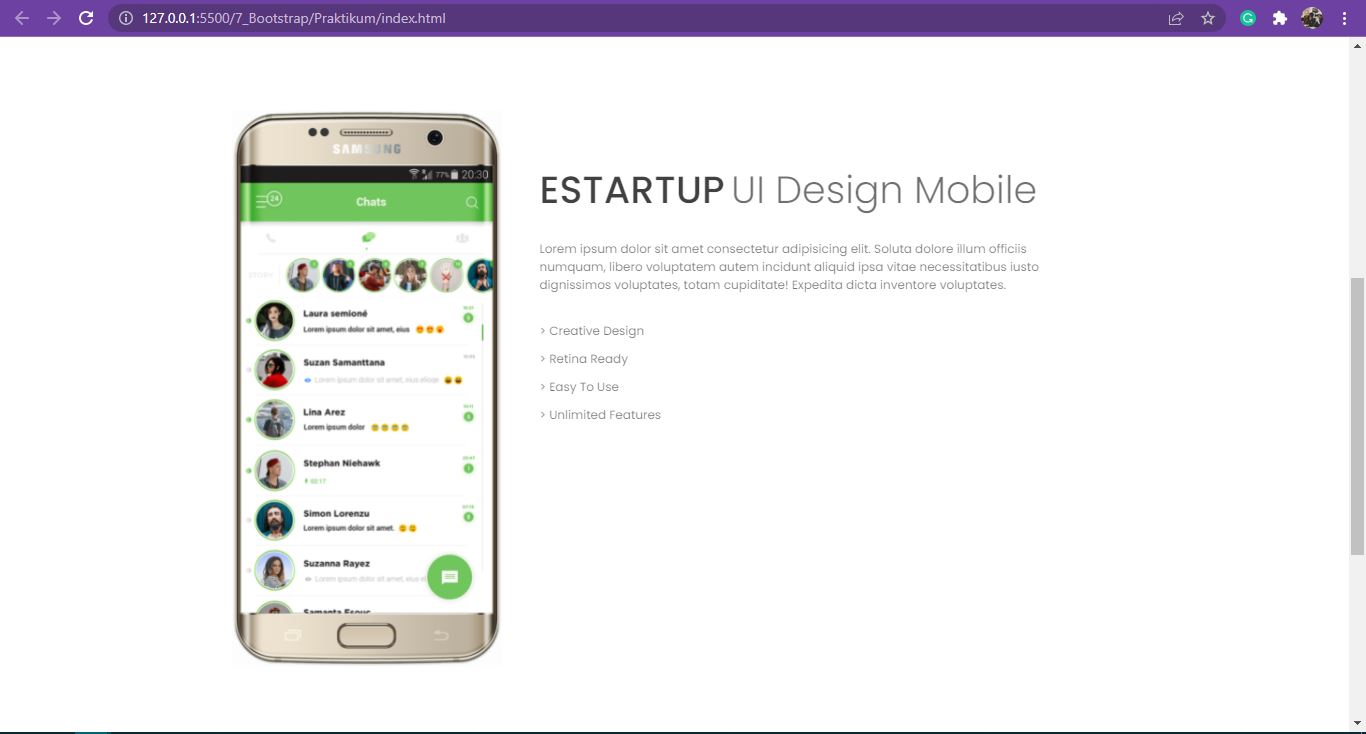 127.0.0.1:5500/7_Bootstrap/Praktikum/index.html
SAMSUNG
77% 20:30
24
Chats
STORY
Laura semioné
Lorem ipsum dolor sit amet, eius
Suzan Samanttana
Lorem ipsum dolor sit amet, eius eliogr
Lina Arez
Lorem ipsum dolor
Stephan Niehawk
00:17
Simon Lorenzu
Lorem ipsum dolor sit amet.
Suzanna Rayez
Lorem ipsum dolor sit amet, eius el
Samanta Esouc
ESTARTUP UI Design Mobile
Lorem ipsum dolor sit amet consectetur adipisicing elit. Soluta dolore illum officiis
numquam, libero voluptatem autem incidunt aliquid ipsa vitae necessitatibus iusto
dignissimos voluptates, totam cupiditate! Expedita dicta inventore voluptates.
> Creative Design
> Retina Ready
> Easy To Use
> Unlimited Features